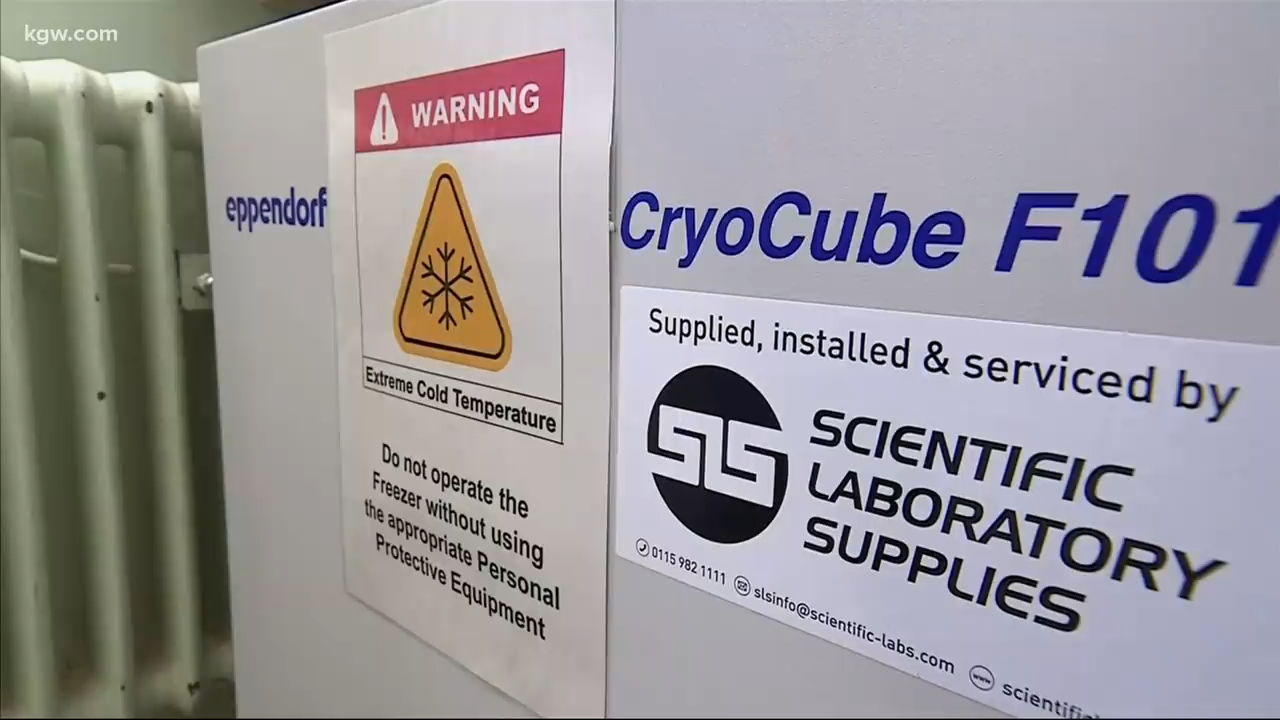 kgw.com
eppendorf
WARNING
Extreme Cold Temperature
Do not operate the
Freezer without using
the appropriate Personal
Protective Equipment
CryoCube F101
Supplied, installed & serviced by
SLS
SCIENTIFIC
LABORATORY
SUPPLIES
0115 982 1111 slsinfo@scientific-labs.com www